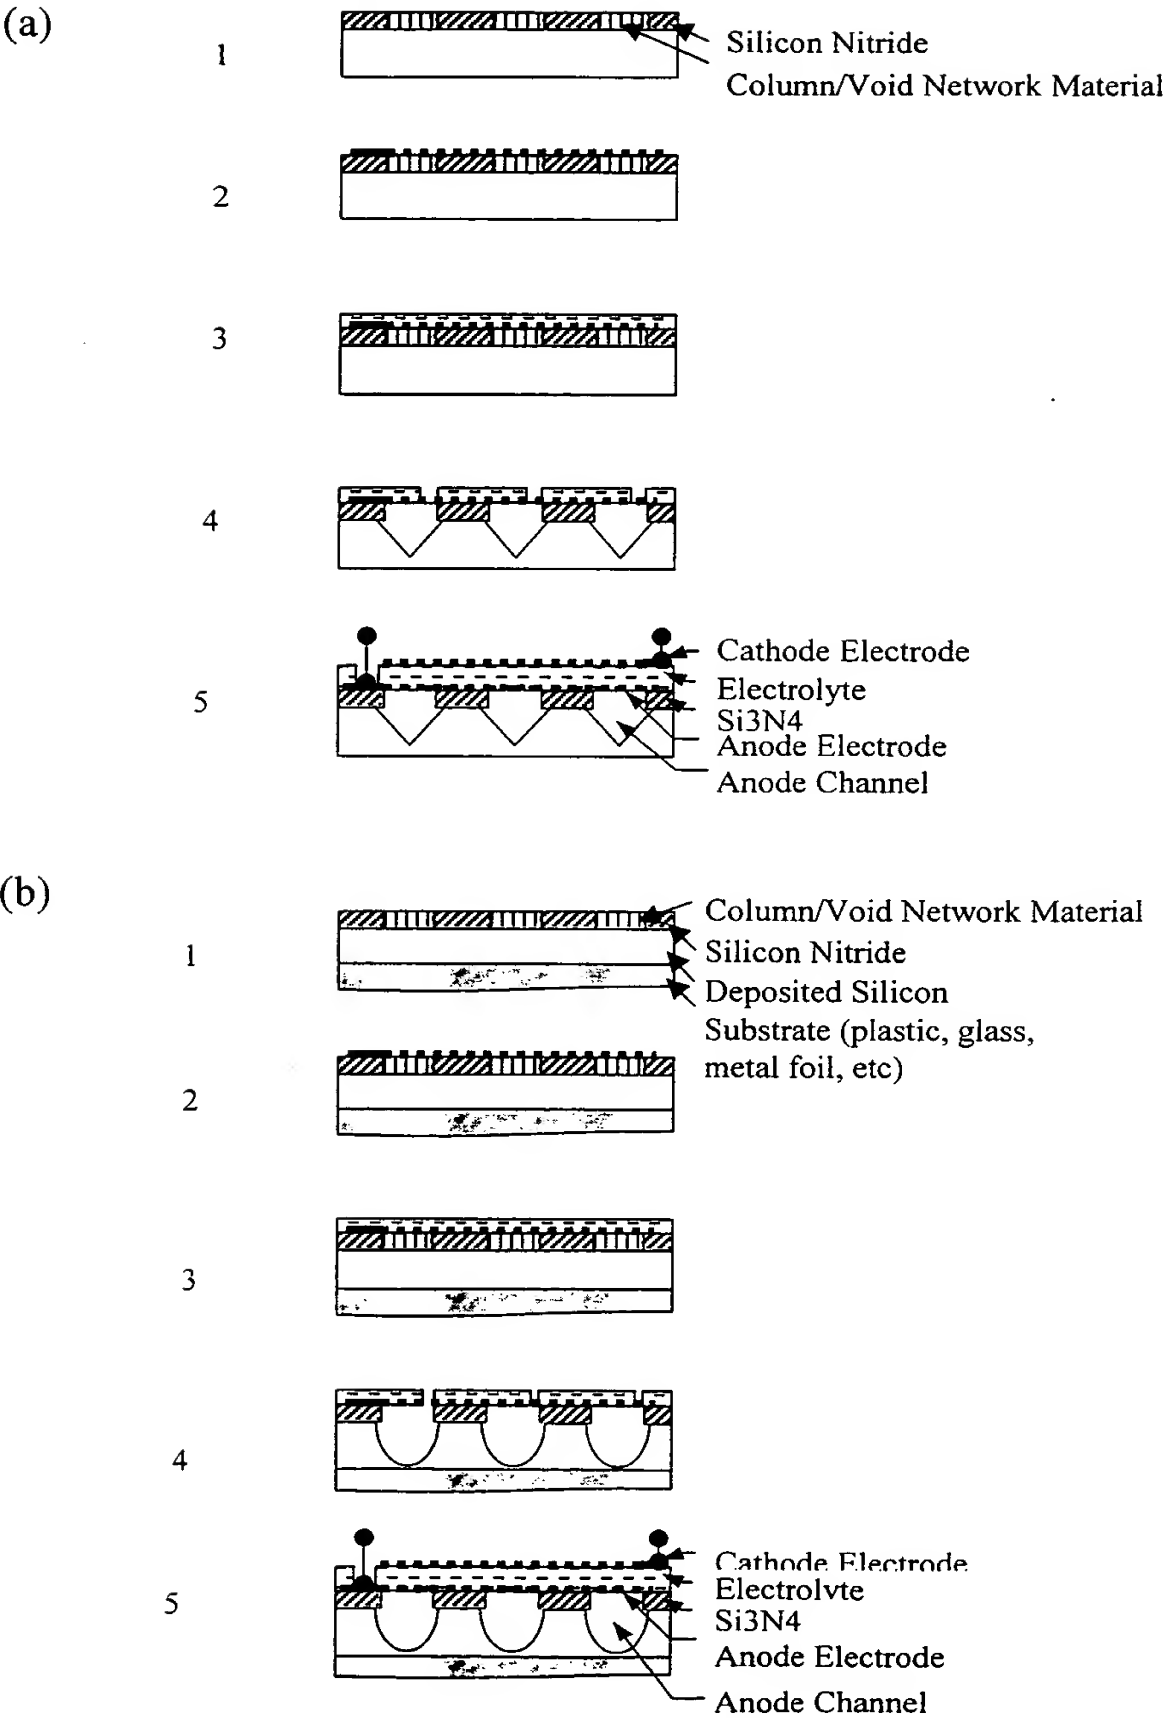 (a)
1
Silicon Nitride
Column/Void Network Material
2
3
4
5
Cathode Electrode
Electrolyte
Si3N4
Anode Electrode
Anode Channel
(b)
1
Column/Void Network Material
Silicon Nitride
Deposited Silicon
Substrate (plastic, glass,
metal foil, etc)
2
3
4
5
Cathode Electrode
Electrolyte
Si3N4
Anode Electrode
Anode Channel